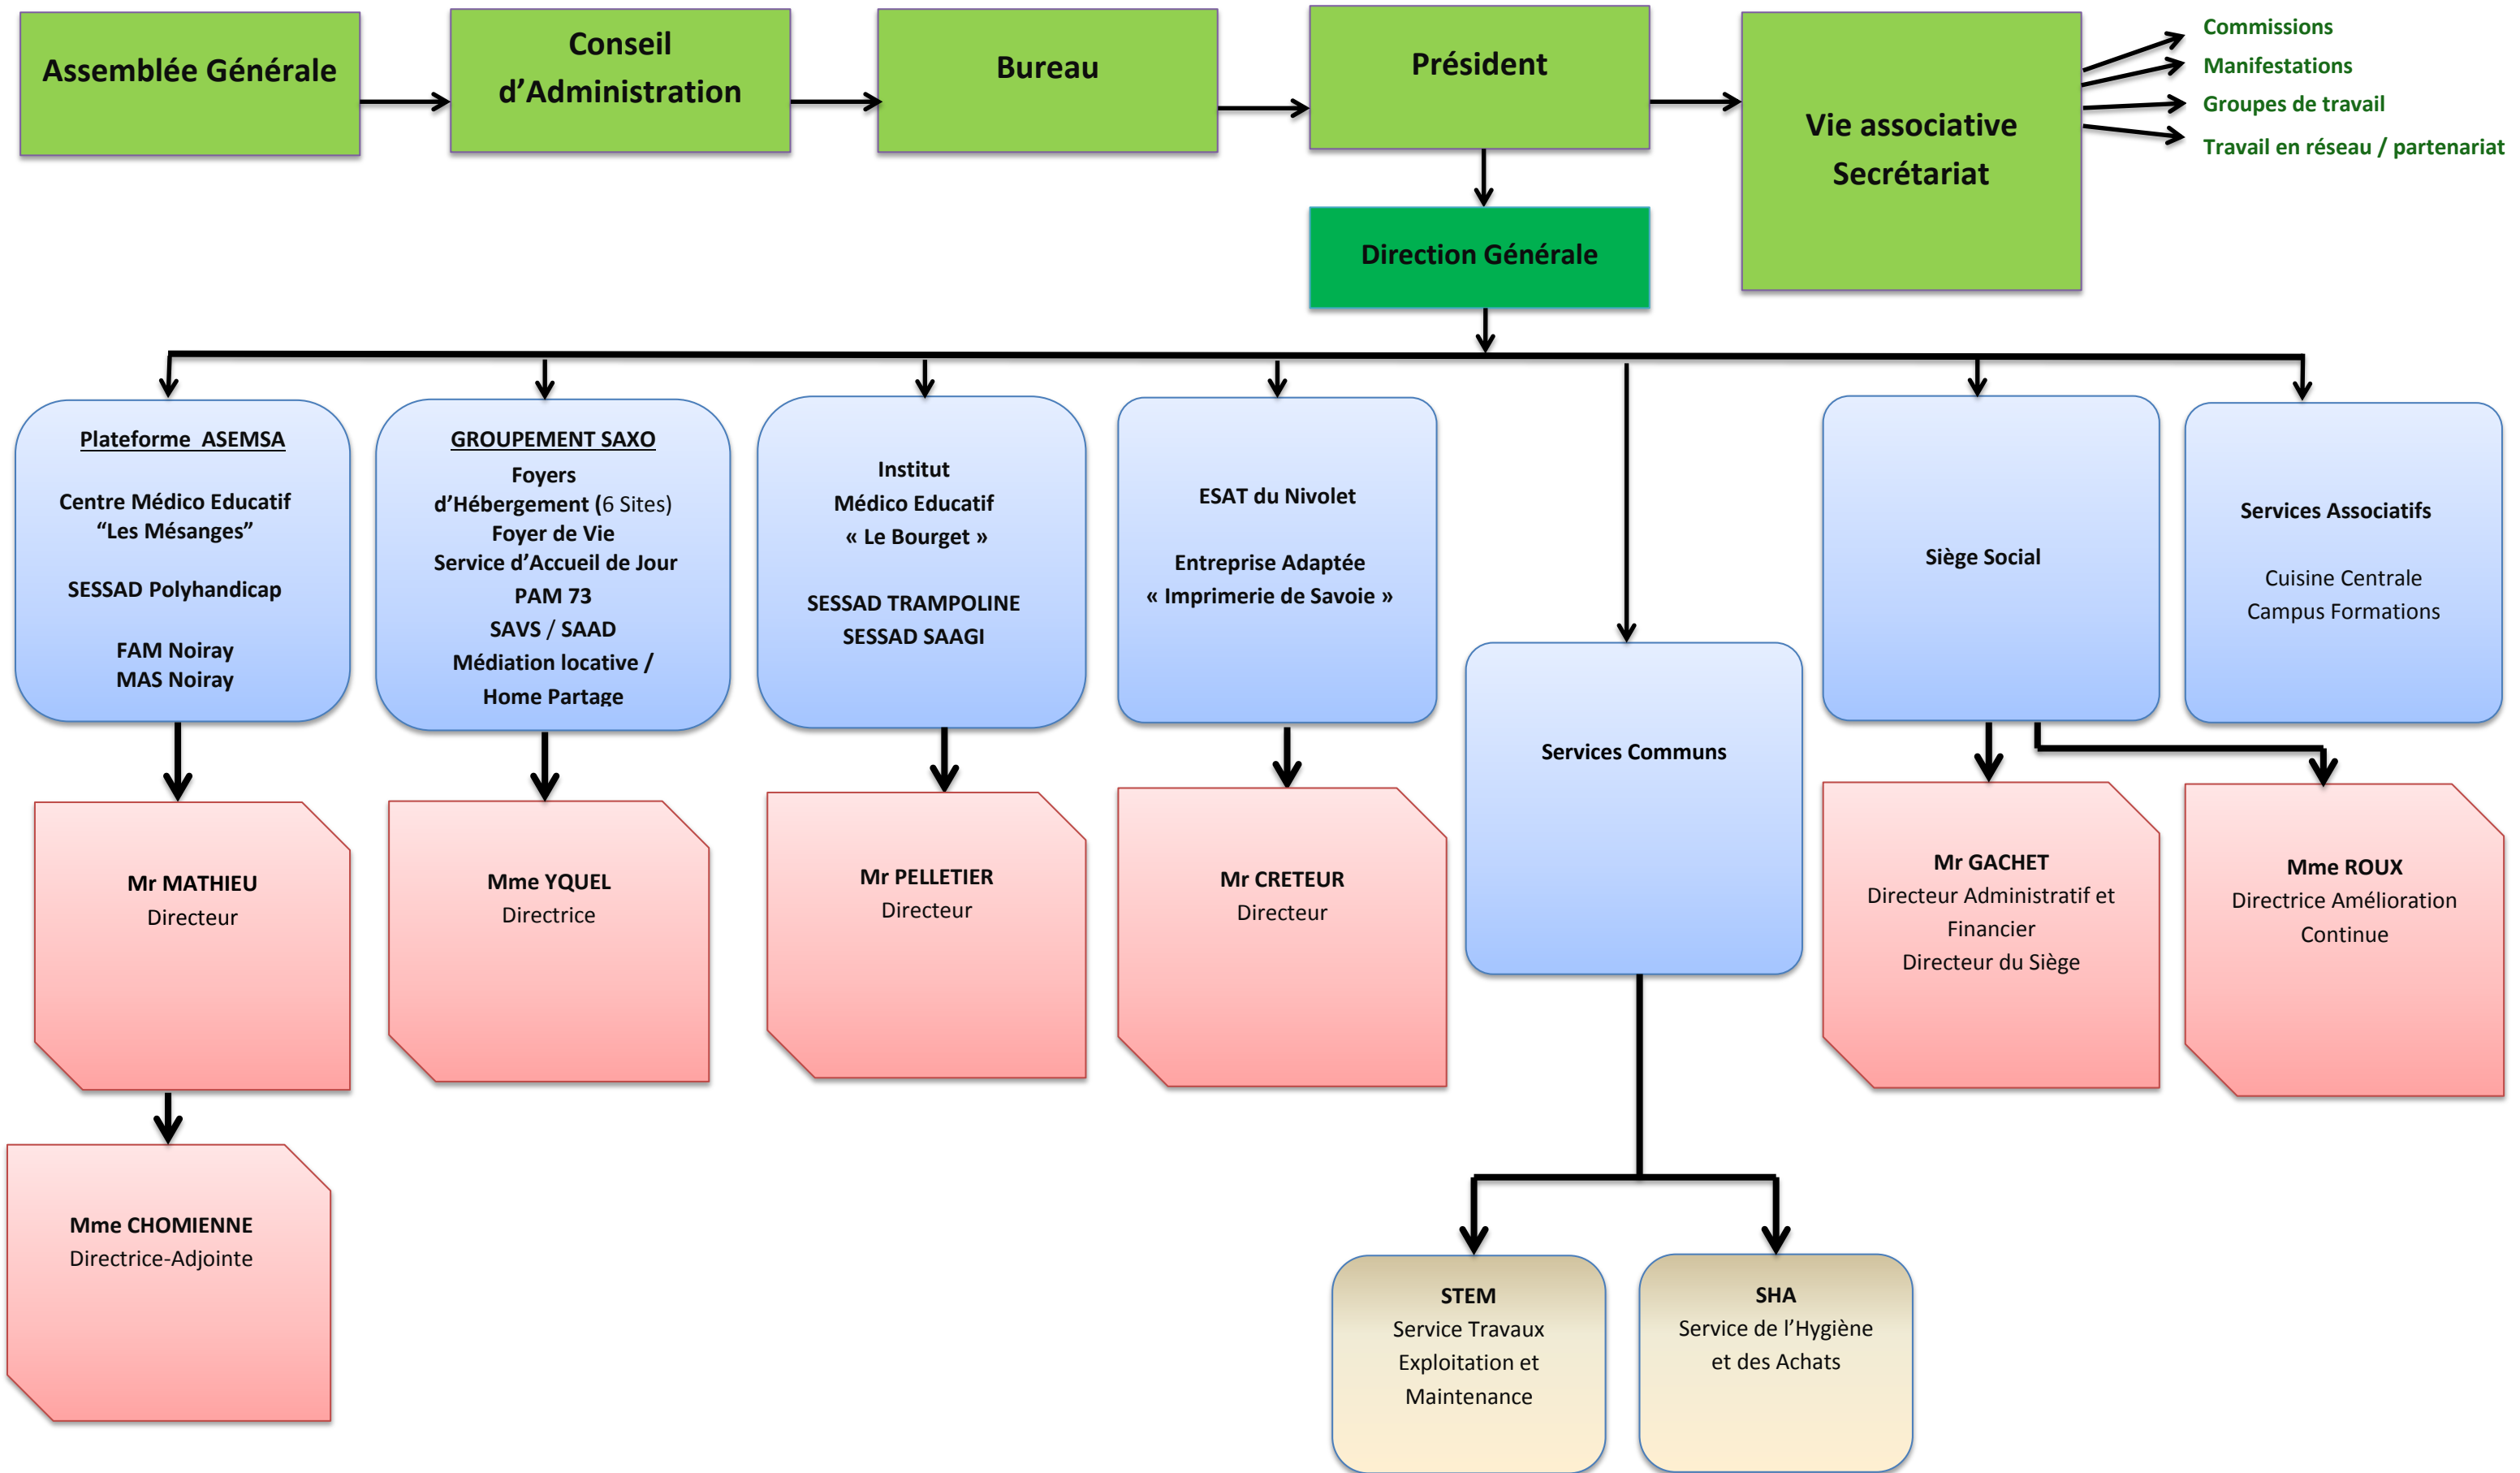 Assemblée Générale
Conseil
d’Administration
Bureau
Président
Vie associative
Secrétariat
Commissions
Manifestations
Groupes de travail
Travail en réseau / partenariat
Direction Générale
Plateforme ASEMSA
Centre Médico Educatif
“Les Mésanges”
SESSAD Polyhandicap
FAM Noiray
MAS Noiray
GROUPEMENT SAXO
Foyers
d’Hébergement (6 Sites)
Foyer de Vie
Service d’Accueil de Jour
PAM 73
SAVS / SAAD
Médiation locative /
Home Partage
Institut
Médico Educatif
« Le Bourget »
SESSAD TRAMPOLINE
SESSAD SAAGI
ESAT du Nivolet
Entreprise Adaptée
« Imprimerie de Savoie »
Services Communs
Siège Social
Services Associatifs
Cuisine Centrale
Campus Formations
Mr MATHIEU
Directeur
Mme YQUEL
Directrice
Mr PELLETIER
Directeur
Mr CRETEUR
Directeur
Mr GACHET
Directeur Administratif et
Financier
Directeur du Siège
Mme ROUX
Directrice Amélioration
Continue
Mme CHOMIENNE
Directrice-Adjointe
STEM
Service Travaux
Exploitation et
Maintenance
SHA
Service de l’Hygiène
et des Achats